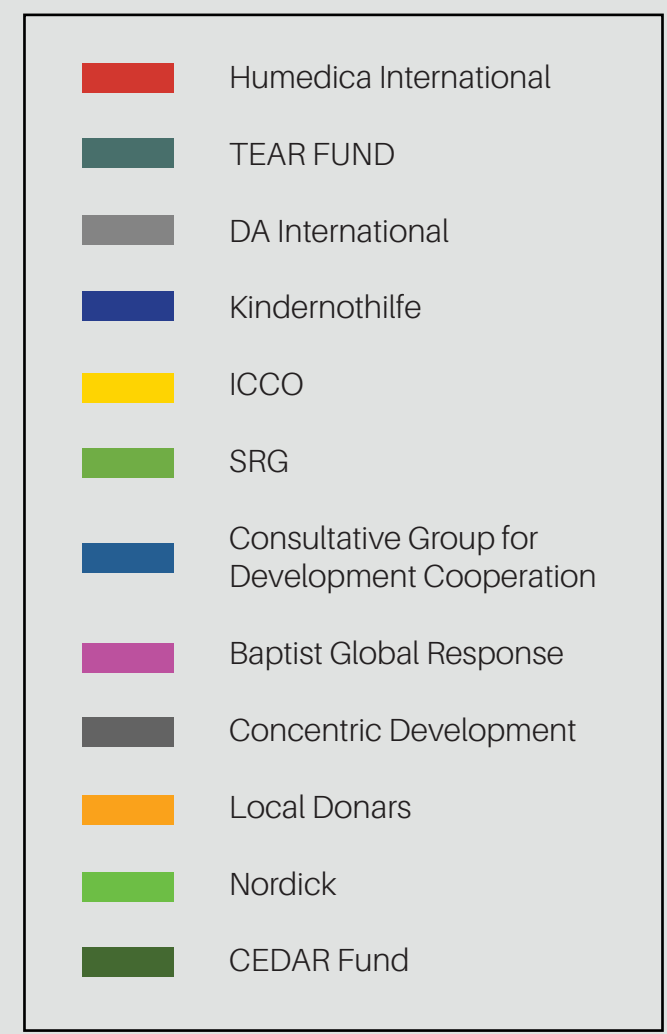 Humedica International
TEAR FUND
DA International
Kindernothilfe
ICCO
SRG
Consultative Group for
Development Cooperation
Baptist Global Response
Concentric Development
Local Donars
Nordick
CEDAR Fund